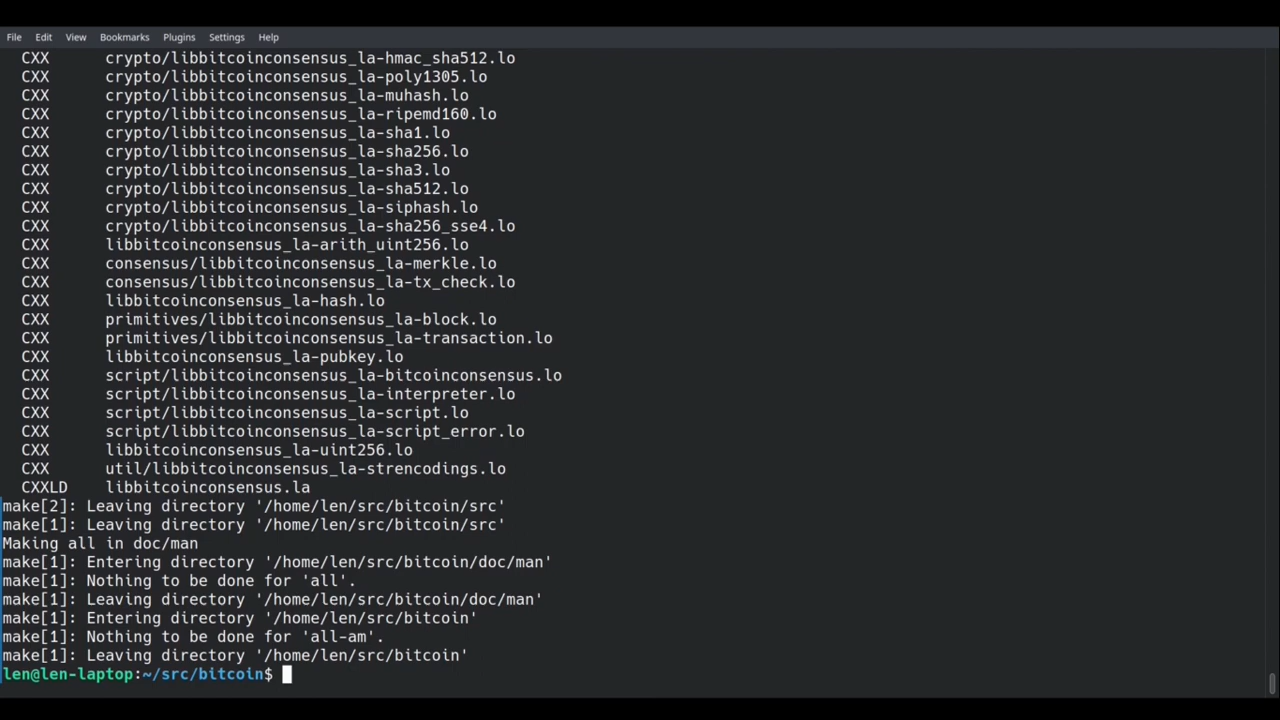 File Edit View Bookmarks Plugins Settings Help
CXX crypto/libbitcoinconsensus_la-hmac_sha512.lo
CXX crypto/libbitcoinconsensus_la-poly1305.lo
CXX crypto/libbitcoinconsensus_la-muhash.lo
CXX crypto/libbitcoinconsensus_la-ripemd160.lo
CXX crypto/libbitcoinconsensus_la-sha1.lo
CXX crypto/libbitcoinconsensus_la-sha256.lo
CXX crypto/libbitcoinconsensus_la-sha3.lo
CXX crypto/libbitcoinconsensus_la-sha512.lo
CXX crypto/libbitcoinconsensus_la-siphash.lo
CXX crypto/libbitcoinconsensus_la-sha256_sse4.lo
CXX libbitcoinconsensus_la-arith_uint256.lo
CXX consensus/libbitcoinconsensus_la-merkle.lo
CXX consensus/libbitcoinconsensus_la-tx_check.lo
CXX libbitcoinconsensus_la-hash.lo
CXX primitives/libbitcoinconsensus_la-block.lo
CXX primitives/libbitcoinconsensus_la-transaction.lo
CXX libbitcoinconsensus_la-pubkey.lo
CXX script/libbitcoinconsensus_la-bitcoinconsensus.lo
CXX script/libbitcoinconsensus_la-interpreter.lo
CXX script/libbitcoinconsensus_la-script.lo
CXX script/libbitcoinconsensus_la-script_error.lo
CXX libbitcoinconsensus_la-uint256.lo
CXX util/libbitcoinconsensus_la-strencodings.lo
CXXLD libbitcoinconsensus.la
make[2]: Leaving directory '/home/len/src/bitcoin/src'
make[1]: Leaving directory '/home/len/src/bitcoin/src'
Making all in doc/man
make[1]: Entering directory '/home/len/src/bitcoin/doc/man'
make[1]: Nothing to be done for 'all'.
make[1]: Leaving directory '/home/len/src/bitcoin/doc/man'
make[1]: Entering directory '/home/len/src/bitcoin'
make[1]: Nothing to be done for 'all-am'.
make[1]: Leaving directory '/home/len/src/bitcoin'
len@len-laptop:~/src/bitcoin$